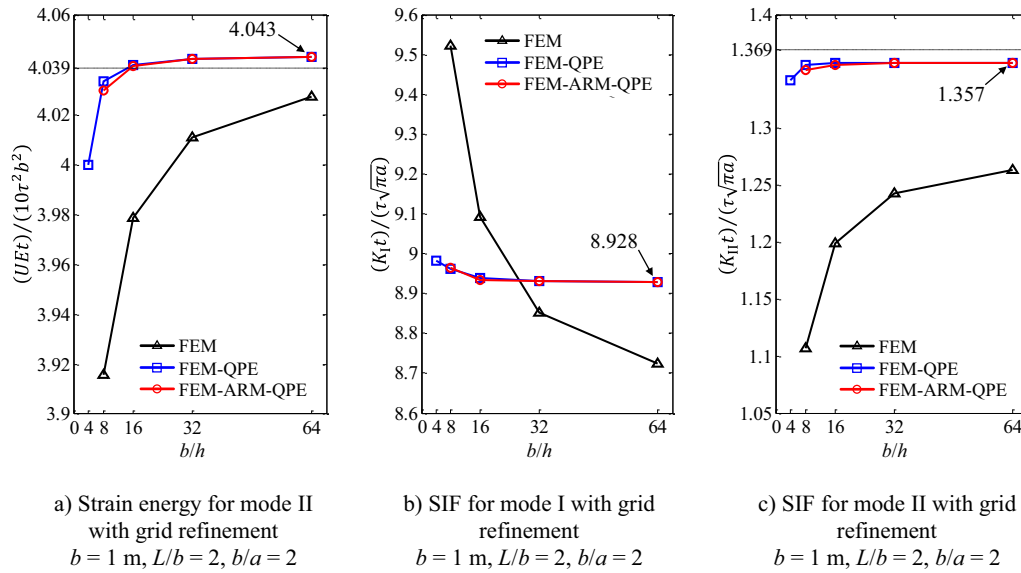 4.06
4.043
4.039
4.02
4
3.98
3.96
3.94
3.92
3.9
(UEt)/(10τ²b²)
FEM
FEM-QPE
FEM-ARM-QPE
0 4 8 16 32 64
b/h
a) Strain energy for mode II
with grid refinement
b = 1 m, L/b = 2, b/a = 2
9.6
9.5
9.4
9.3
9.2
9.1
9
8.9
8.8
8.7
8.6
(K_I t)/(τ√πa)
FEM
FEM-QPE
FEM-ARM-QPE
8.928
0 4 8 16 32 64
b/h
b) SIF for mode I with grid
refinement
b = 1 m, L/b = 2, b/a = 2
1.4
1.369
1.357
1.3
1.25
1.2
1.15
1.1
1.05
(K_II t)/(τ√πa)
FEM
FEM-QPE
FEM-ARM-QPE
0 4 8 16 32 64
b/h
c) SIF for mode II with grid
refinement
b = 1 m, L/b = 2, b/a = 2